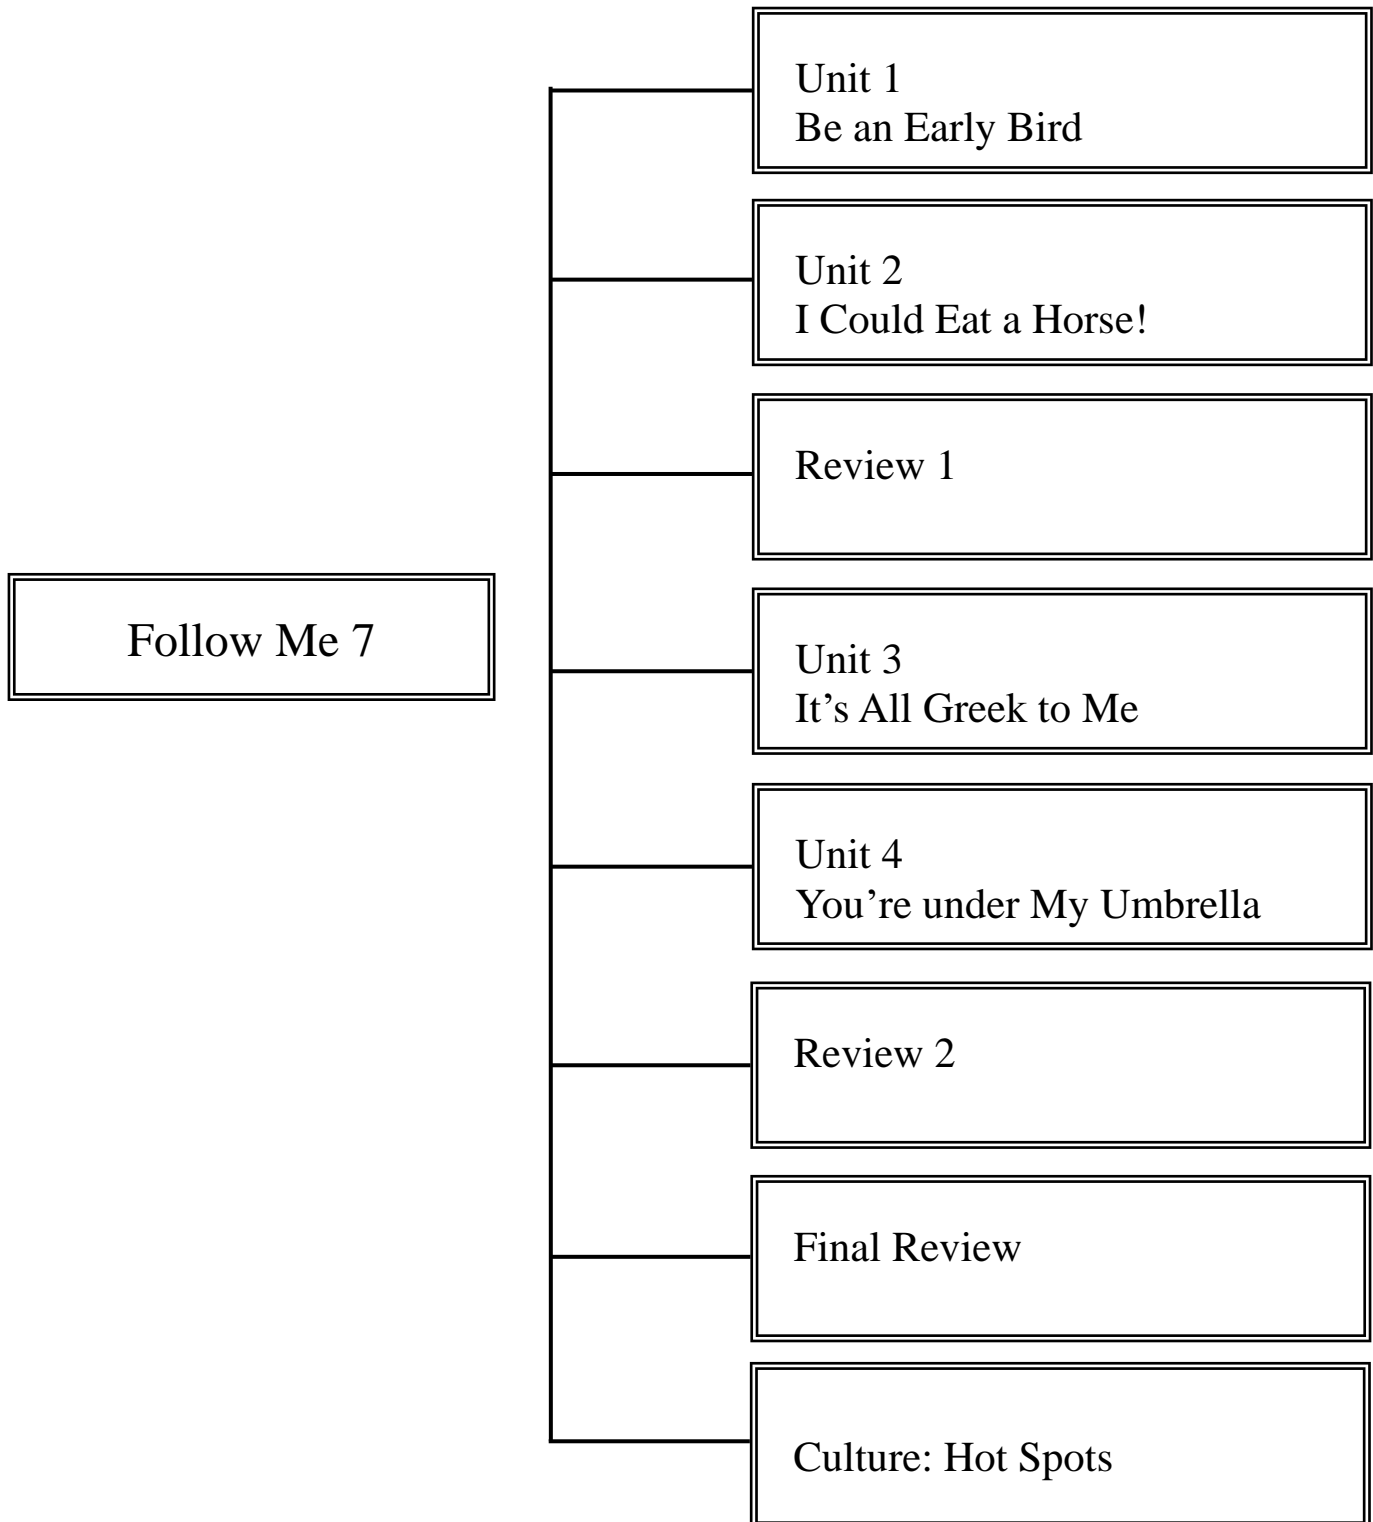 Follow Me 7
Unit 1
Be an Early Bird
Unit 2
I Could Eat a Horse!
Review 1
Unit 3
It’s All Greek to Me
Unit 4
You’re under My Umbrella
Review 2
Final Review
Culture: Hot Spots